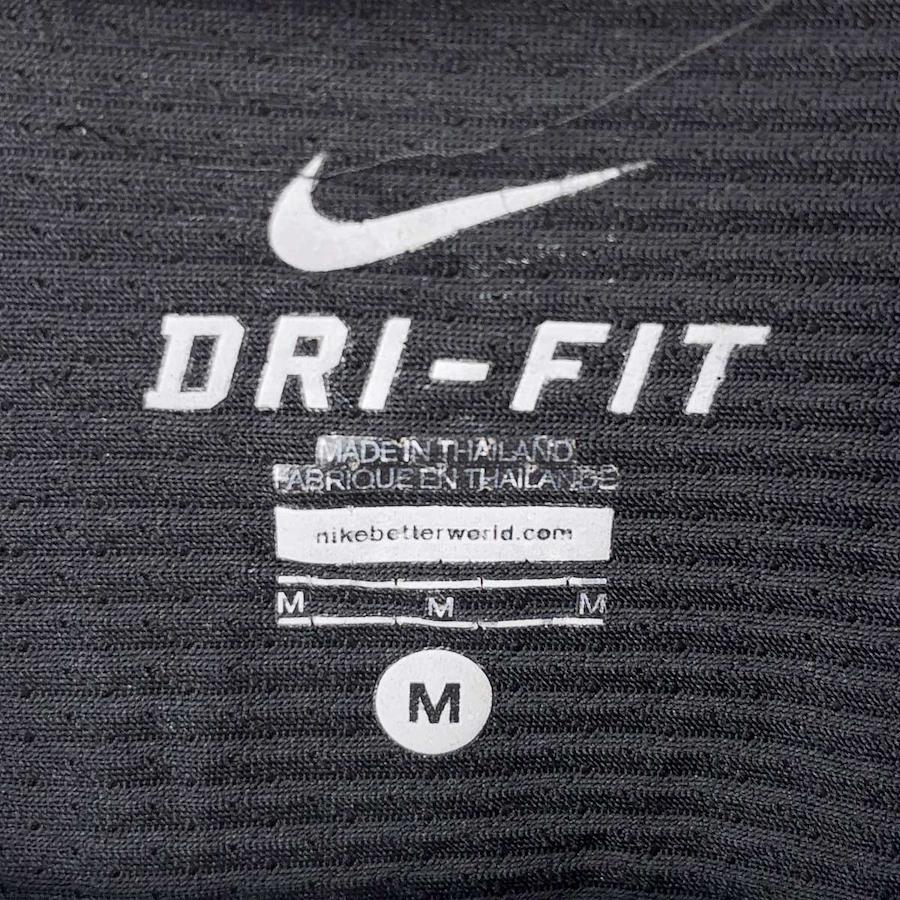 DRI-FIT
MADE IN THAILAND
FABRIQUE EN THAILANDE
nikebetterworld.com
M M M
M